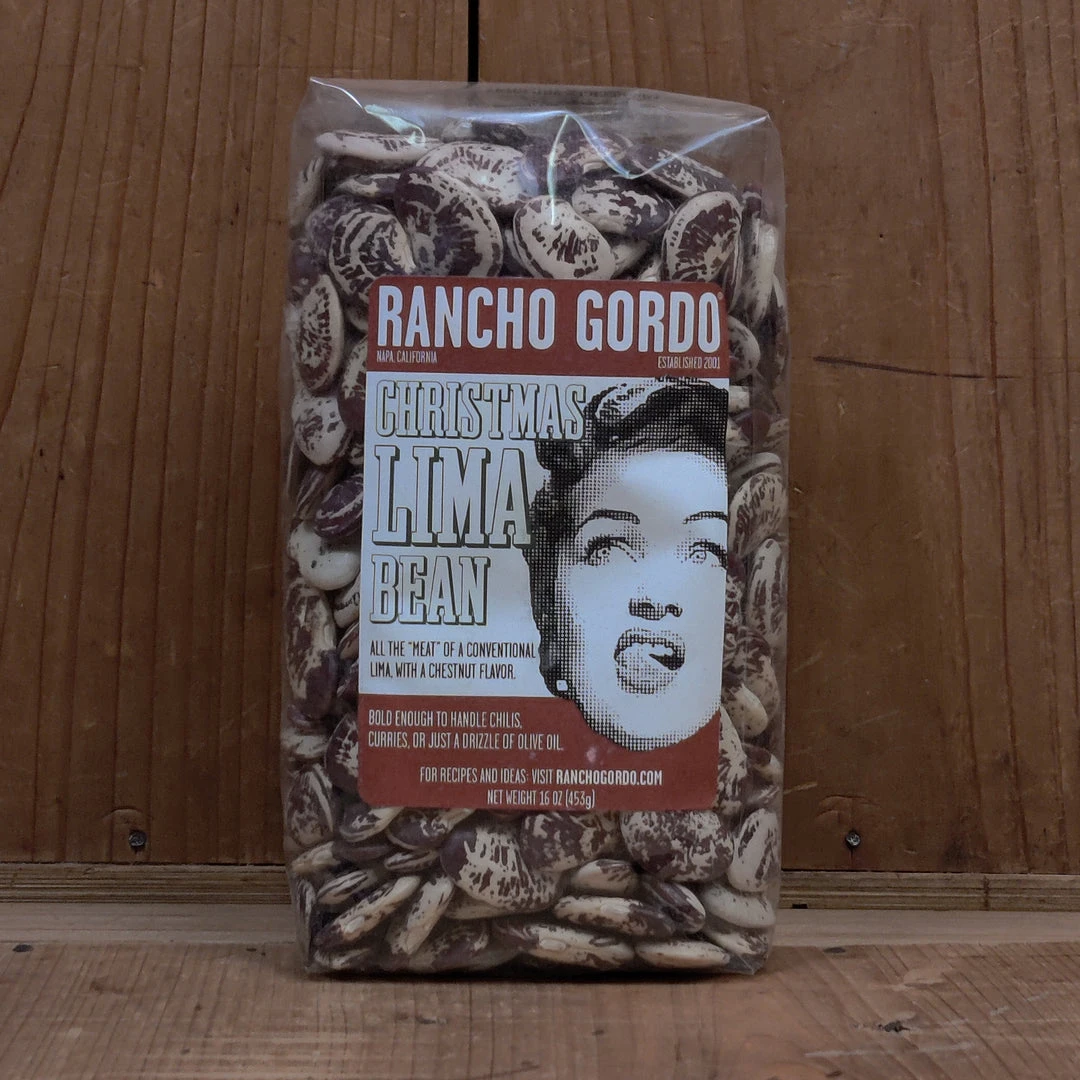 RANCHO GORDO
NAPA, CALIFORNIA
ESTABLISHED 2001
CHRISTMAS
LIMA
BEAN
ALL THE "MEAT" OF A CONVENTIONAL
LIMA, WITH A CHESTNUT FLAVOR.
BOLD ENOUGH TO HANDLE CHILIS,
CURRIES, OR JUST A DRIZZLE OF OLIVE OIL.
FOR RECIPES AND IDEAS: VISIT RANCHOGORDO.COM
NET WEIGHT 16 OZ (453g)